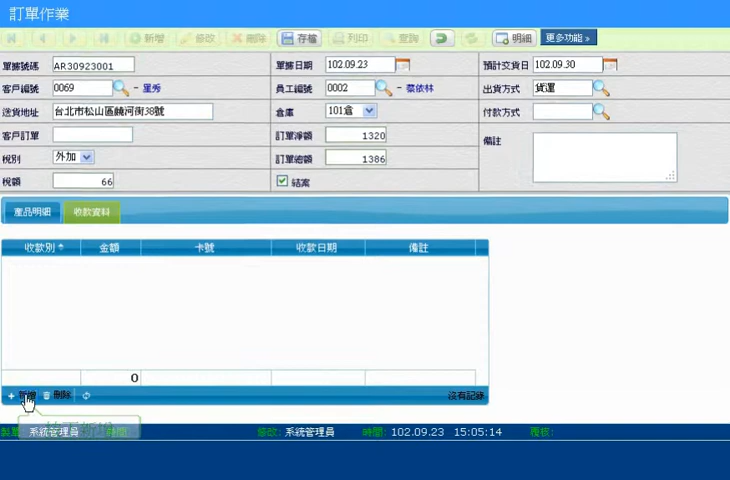 訂單作業
新增 修改 刪除 存檔 列印 查詢 明細 更多功能»
單據號碼 AR30923001 單據日期 102.09.23 預計交貨日 102.09.30
客戶編號 0069 - 里秀 員工編號 0002 - 蔡依林 出貨方式 貨運
送貨地址 台北市松山區饒河街38號 倉庫 101倉 付款方式
客戶訂單 訂單淨額 1320 備註
稅別 外加 訂單總額 1386
稅額 66 結案
產品明細 收款資料
收款別 金額 卡號 收款日期 備註
0
+ 新增 刪除 沒有記錄
系統管理員 時間: 修改: 系統管理員 時間: 102.09.23 15:05:14 覆核: